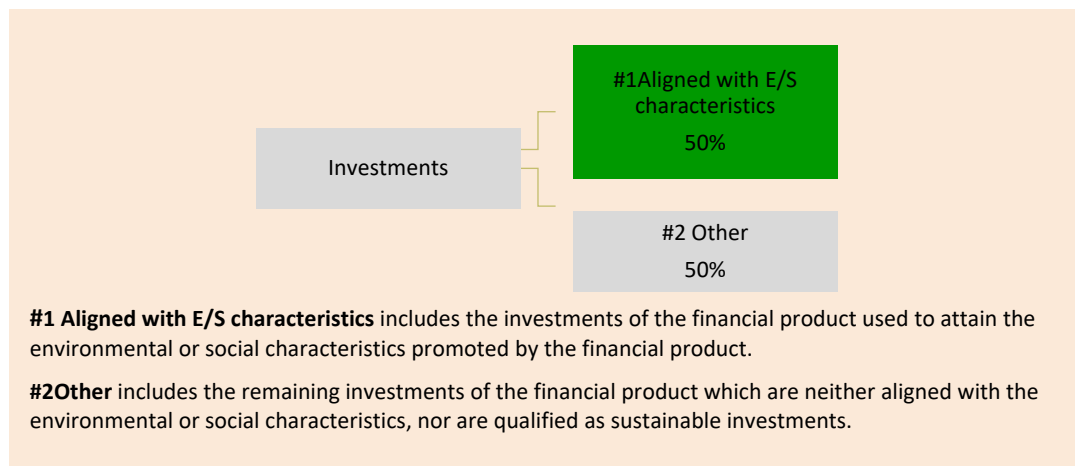 #1Aligned with E/S
characteristics
50%
Investments
#2 Other
50%
#1 Aligned with E/S characteristics includes the investments of the financial product used to attain the
environmental or social characteristics promoted by the financial product.
#2Other includes the remaining investments of the financial product which are neither aligned with the
environmental or social characteristics, nor are qualified as sustainable investments.